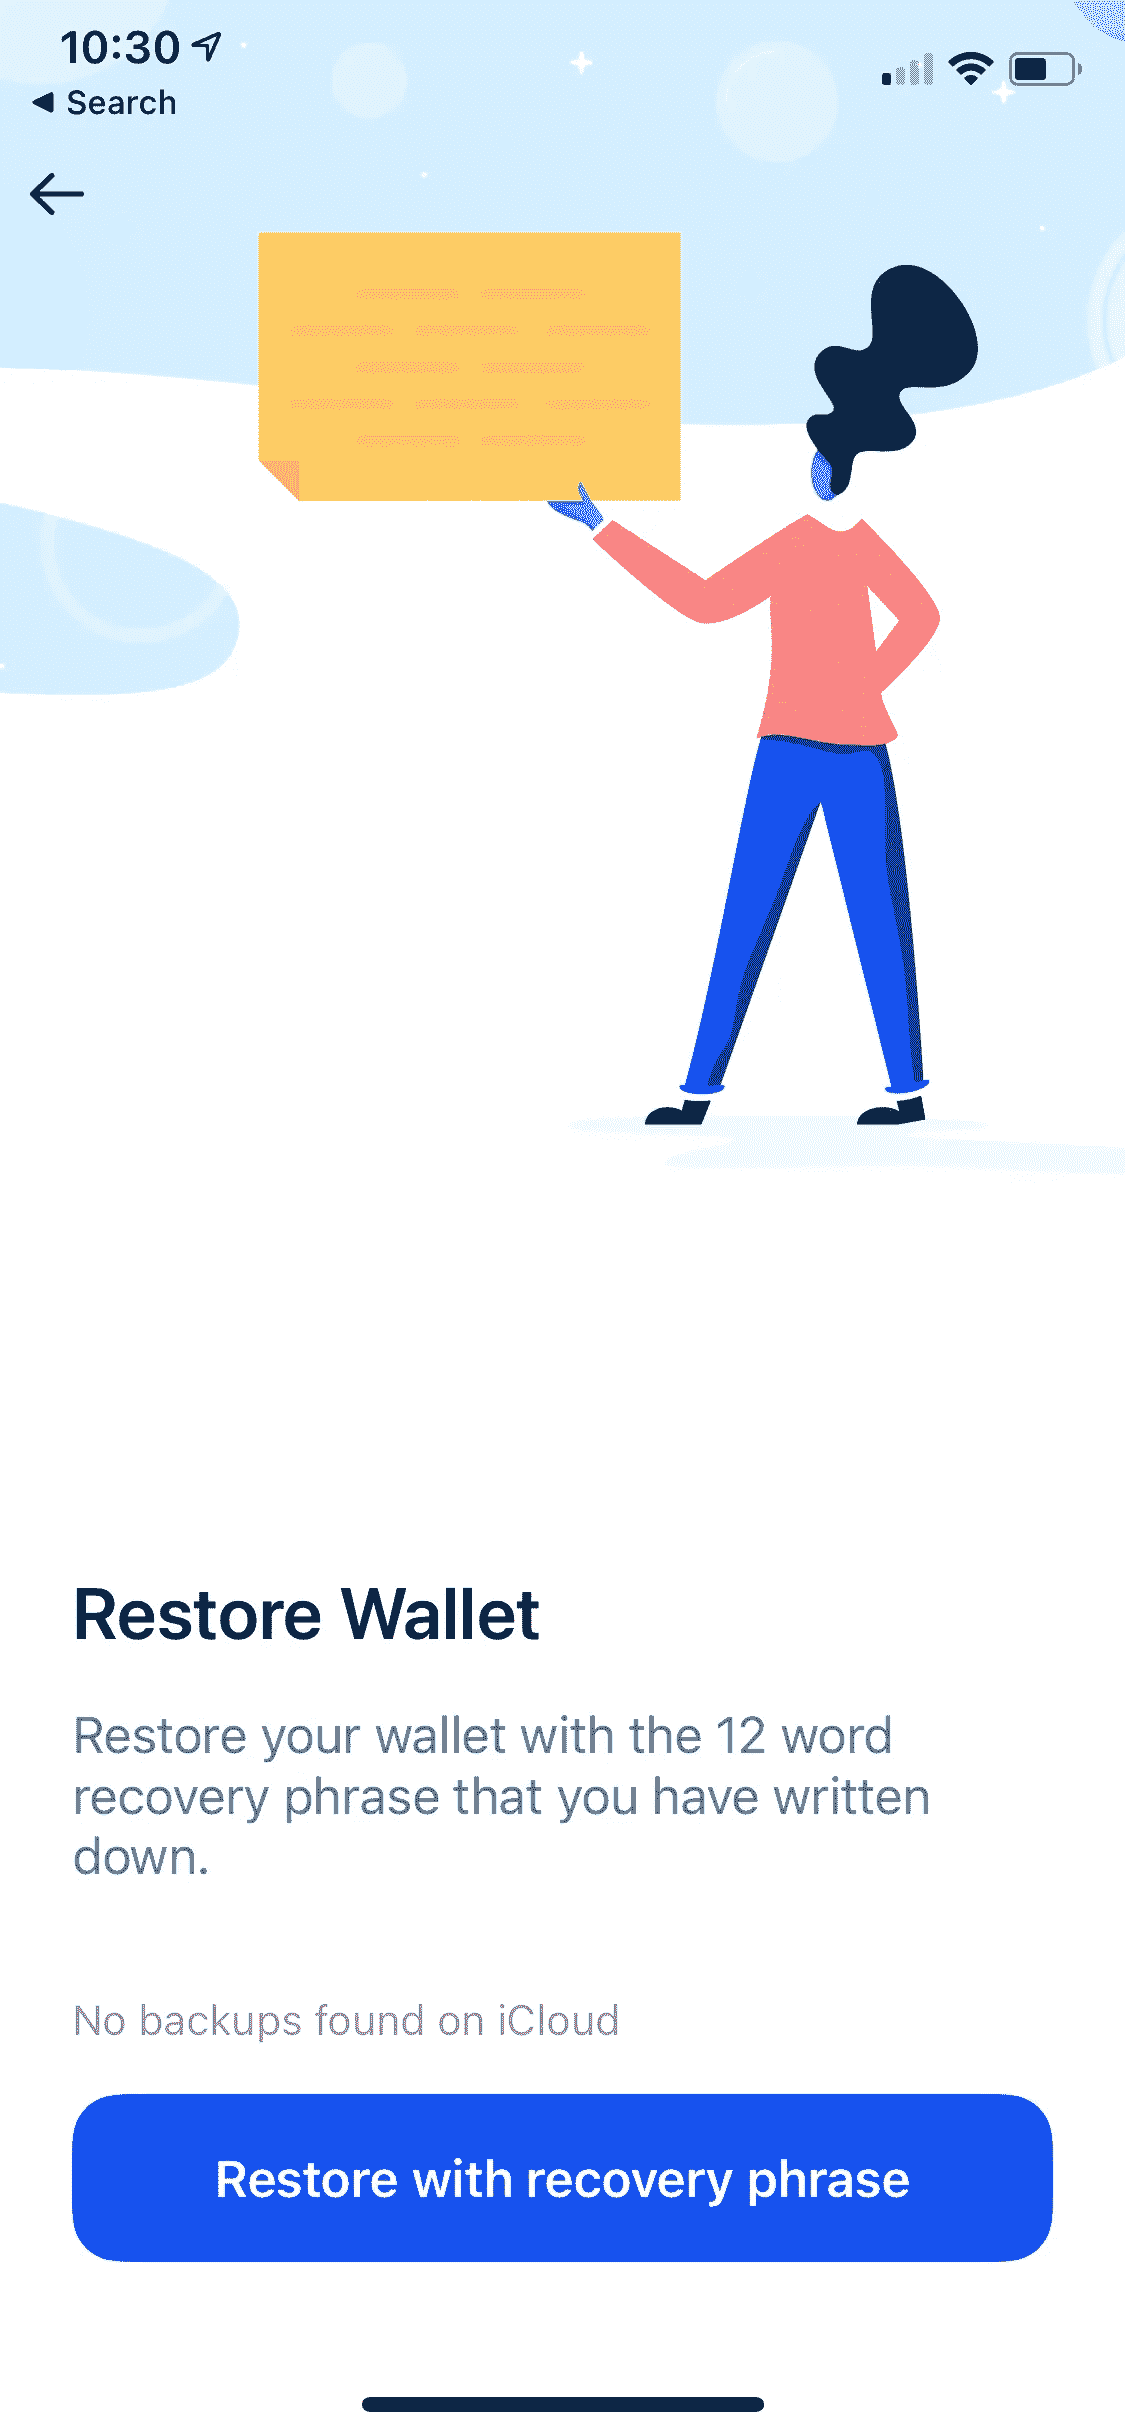 10:30
Search
Restore Wallet
Restore your wallet with the 12 word
recovery phrase that you have written
down.
No backups found on iCloud
Restore with recovery phrase